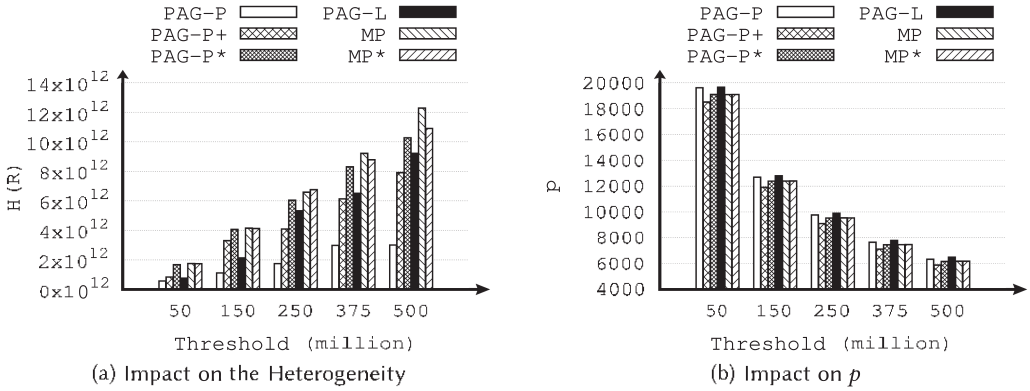 PAG-P PAG-L
PAG-P+ MP
PAG-P* MP*
14x10^12
12x10^12
10x10^12
8x10^12
6x10^12
4x10^12
2x10^12
0x10^12
H(R)
50 150 250 375 500
Threshold (million)
(a) Impact on the Heterogeneity
PAG-P PAG-L
PAG-P+ MP
PAG-P* MP*
20000
18000
16000
14000
12000
10000
8000
6000
4000
p
50 150 250 375 500
Threshold (million)
(b) Impact on p